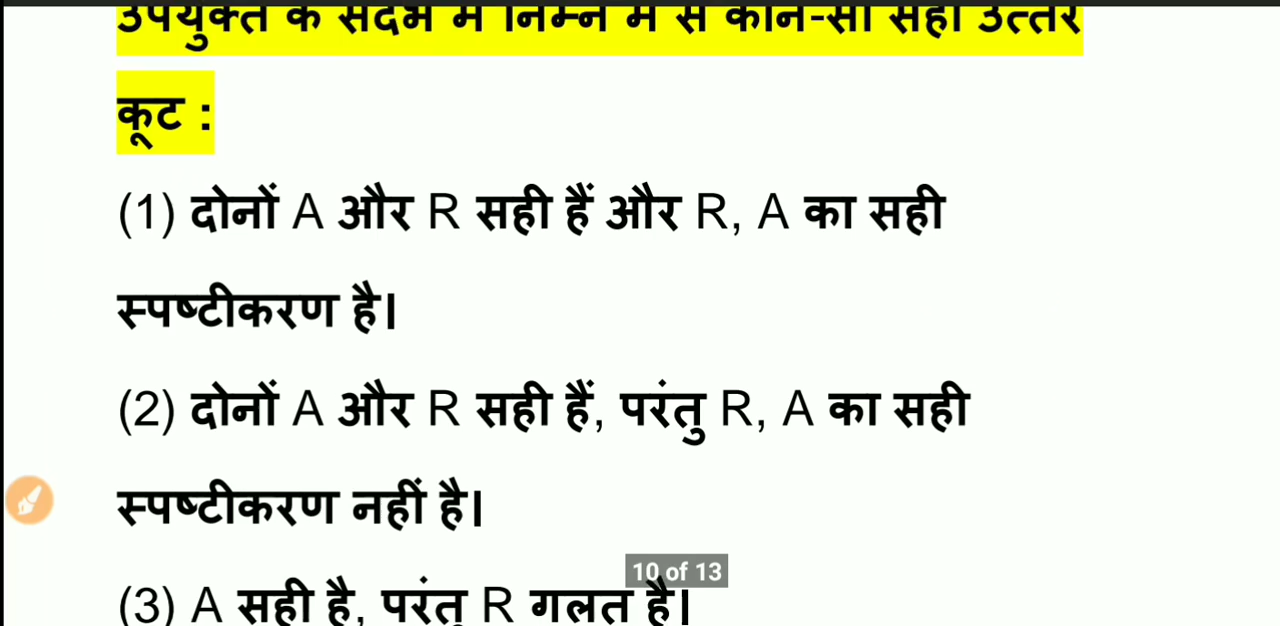 उपर्युक्त के संदर्भ में निम्न में से कौन-सा सही उत्तर
कूट :
(1) दोनों A और R सही हैं और R, A का सही
स्पष्टीकरण है।
(2) दोनों A और R सही हैं, परंतु R, A का सही
स्पष्टीकरण नहीं है।
10 of 13
(3) A सही है, परंतु R गलत है।